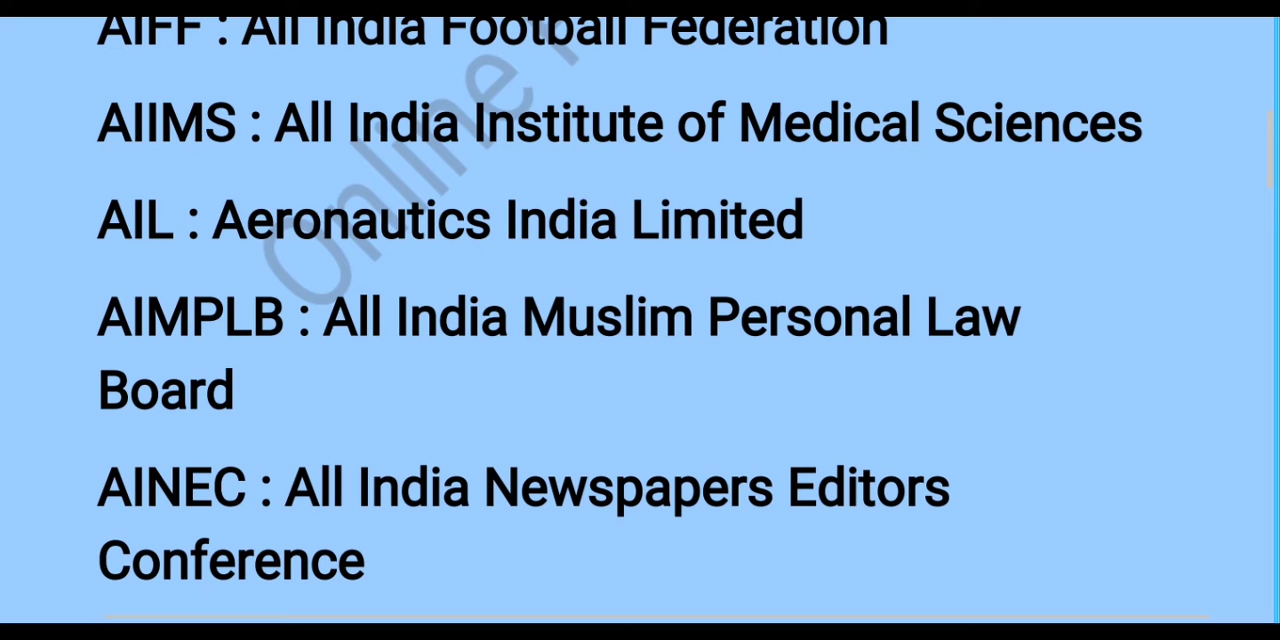 AIFF : All India Football Federation
AIIMS : All India Institute of Medical Sciences
AIL : Aeronautics India Limited
AIMPLB : All India Muslim Personal Law
Board
AINEC : All India Newspapers Editors
Conference
Online